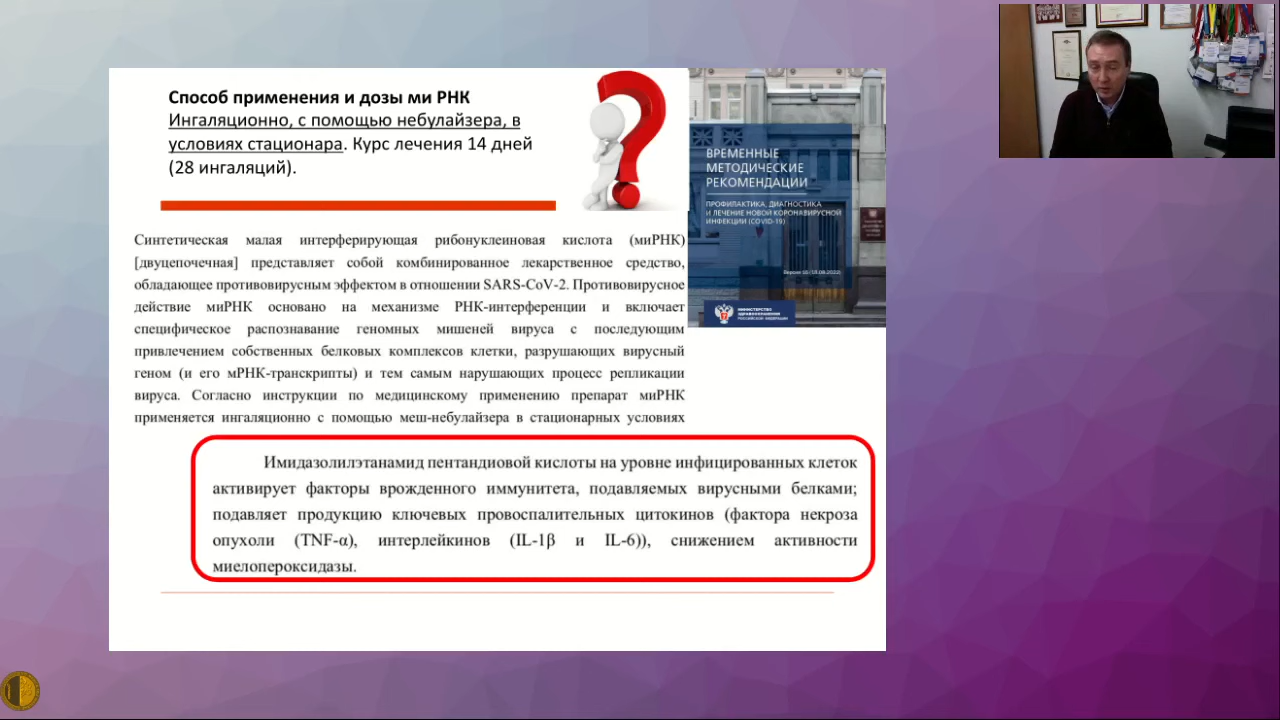 Способ применения и дозы ми РНК
Ингаляционно, с помощью небулайзера, в
условиях стационара. Курс лечения 14 дней
(28 ингаляций).
ВРЕМЕННЫЕ
МЕТОДИЧЕСКИЕ
РЕКОМЕНДАЦИИ
ПРОФИЛАКТИКА, ДИАГНОСТИКА
И ЛЕЧЕНИЕ НОВОЙ КОРОНАВИРУСНОЙ
ИНФЕКЦИИ (COVID-19)
МИНИСТЕРСТВО
ЗДРАВООХРАНЕНИЯ
РОССИЙСКОЙ ФЕДЕРАЦИИ
Синтетическая малая интерферирующая рибонуклеиновая кислота (миРНК)
[двуцепочечная] представляет собой комбинированное лекарственное средство,
обладающее противовирусным эффектом в отношении SARS-CoV-2. Противовирусное
действие миРНК основано на механизме РНК-интерференции и включает
специфическое распознавание геномных мишеней вируса с последующим
привлечением собственных белковых комплексов клетки, разрушающих вирусный
геном (и его мРНК-транскрипты) и тем самым нарушающих процесс репликации
вируса. Согласно инструкции по медицинскому применению препарат миРНК
применяется ингаляционно с помощью меш-небулайзера в стационарных условиях
Имидазолилэтанамид пентандиовой кислоты на уровне инфицированных клеток
активирует факторы врожденного иммунитета, подавляемых вирусными белками;
подавляет продукцию ключевых провоспалительных цитокинов (фактора некроза
опухоли (TNF-α), интерлейкинов (IL-1β и IL-6)), снижением активности
миелопероксидазы.